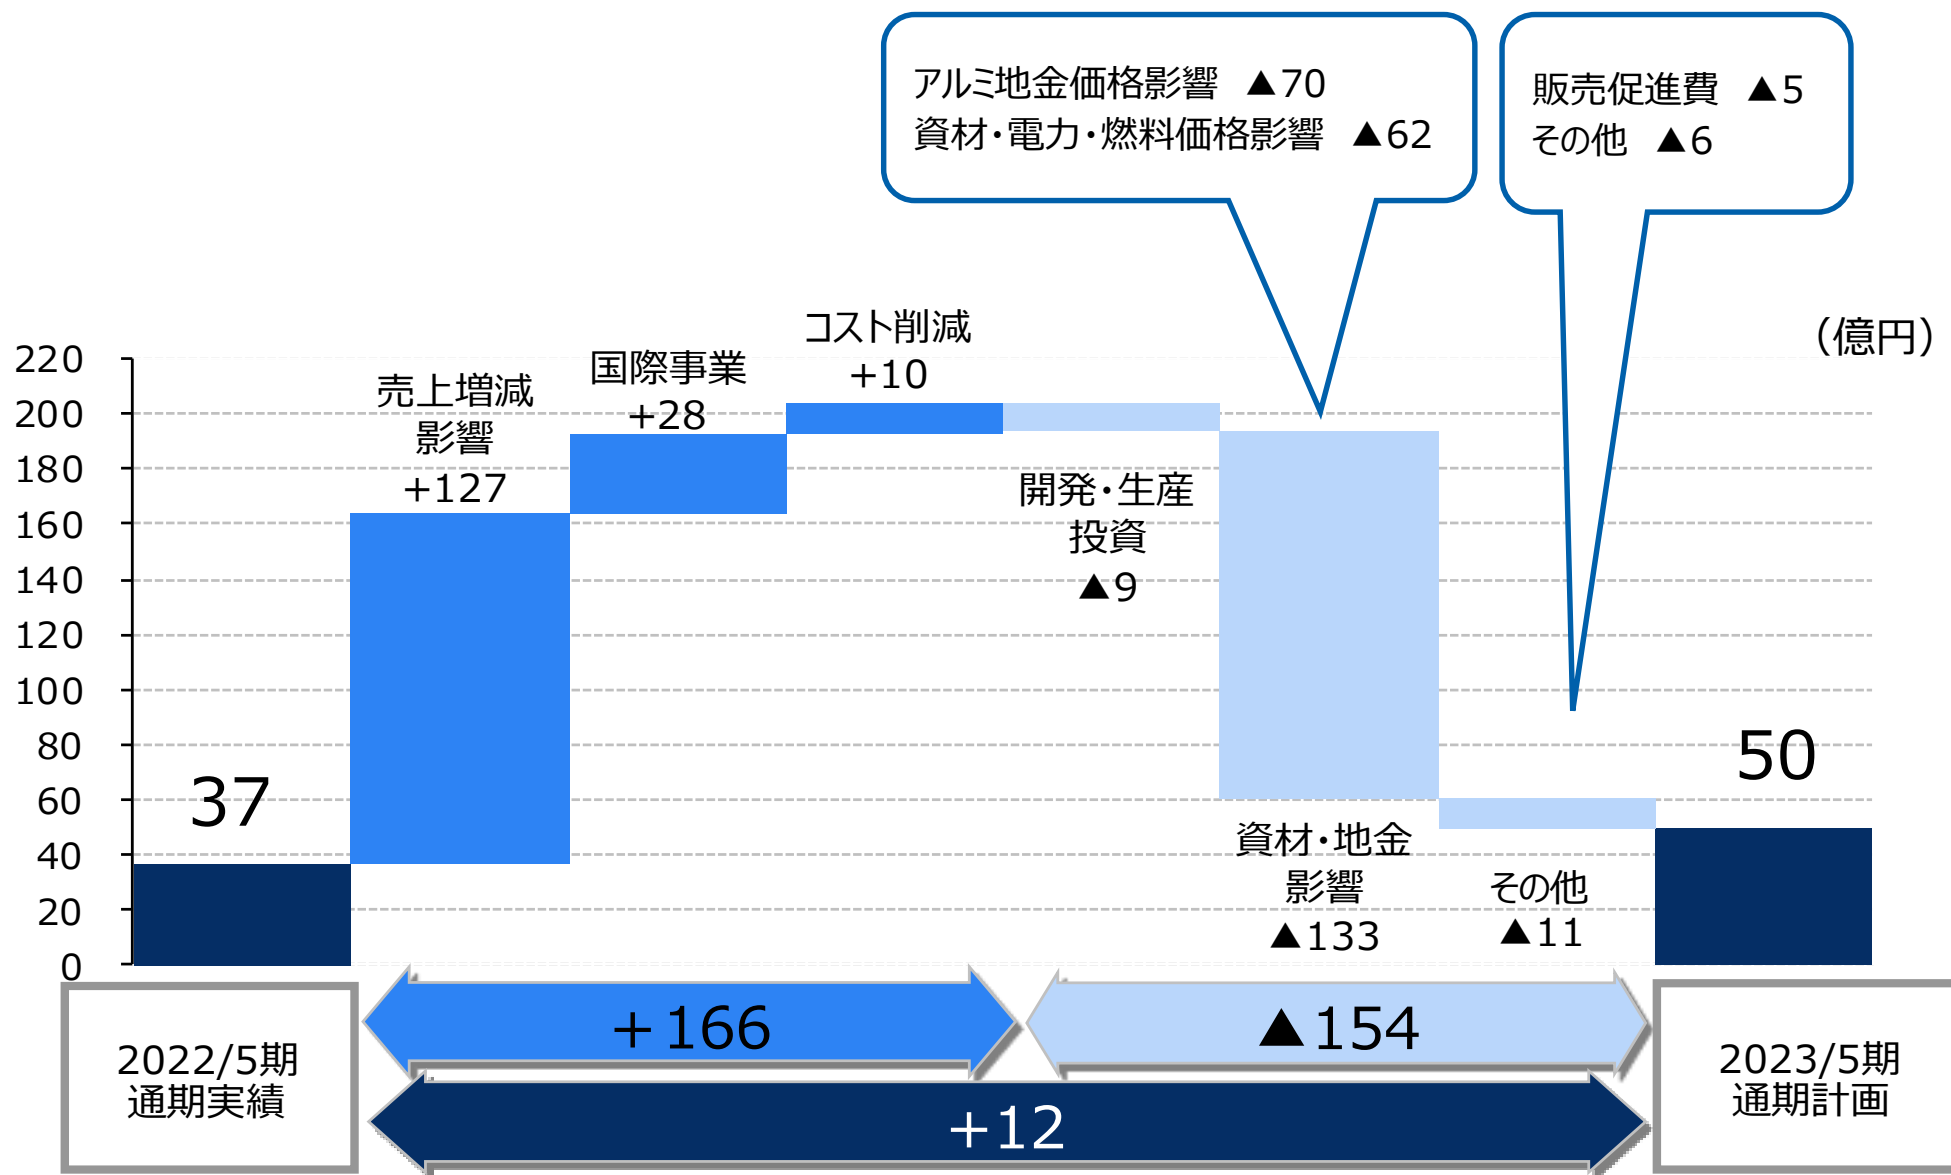 アルミ地金価格影響 ▲70
資材・電力・燃料価格影響 ▲62
販売促進費 ▲5
その他 ▲6
（億円）
220
200
180
160
140
120
100
80
60
40
20
0
37
売上増減
影響
+127
国際事業
+28
コスト削減
+10
開発・生産
投資
▲9
資材・地金
影響
▲133
その他
▲11
50
2022/5期
通期実績
+166
▲154
+12
2023/5期
通期計画